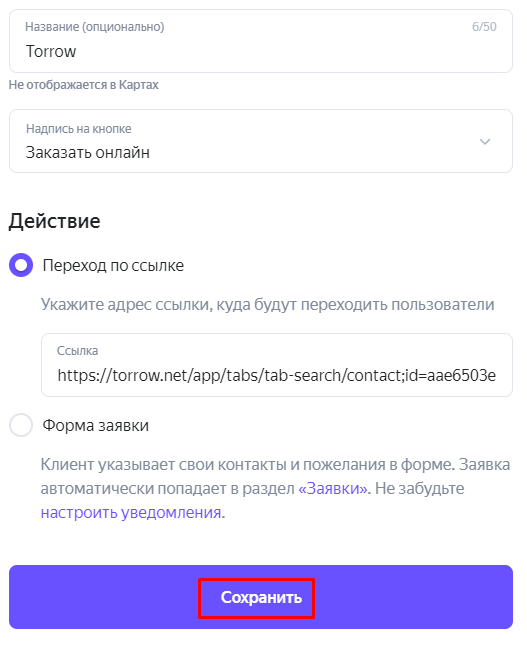 Название (опционально)
6/50
Torrow
Не отображается в Картах
Надпись на кнопке
Заказать онлайн
Действие
Переход по ссылке
Укажите адрес ссылки, куда будут переходить пользователи
Ссылка
https://torrow.net/app/tabs/tab-search/contact;id=aae6503e
Форма заявки
Клиент указывает свои контакты и пожелания в форме. Заявка
автоматически попадает в раздел «Заявки». Не забудьте
настроить уведомления.
Сохранить